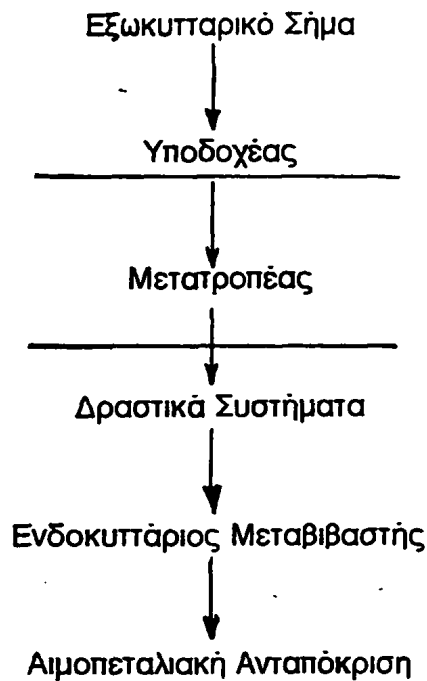 Εξωκυτταρικό Σήμα
Υποδοχέας
Μετατροπέας
Δραστικά Συστήματα
Ενδοκυττάριος Μεταβιβαστής
Αιμοπεταλιακή Ανταπόκριση